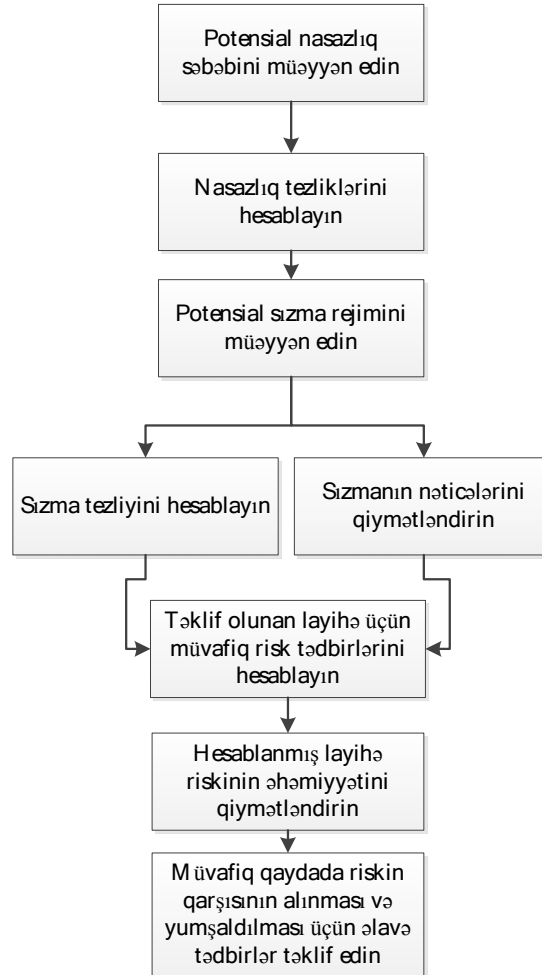 Potensial nasazlıq
səbəbini müəyyən edin
Nasazlıq tezliklərini
hesablayın
Potensial sızma rejimini
müəyyən edin
Sızma tezliyini hesablayın
Sızmanın nəticələrini
qiymətləndirin
Təklif olunan layihə üçün
müvafiq risk tədbirlərini
hesablayın
Hesablanmış layihə
riskinin əhəmiyyətini
qiymətləndirin
Müvafiq qaydada riskin
qarşısının alınması və
yumşaldılması üçün əlavə
tədbirlər təklif edin